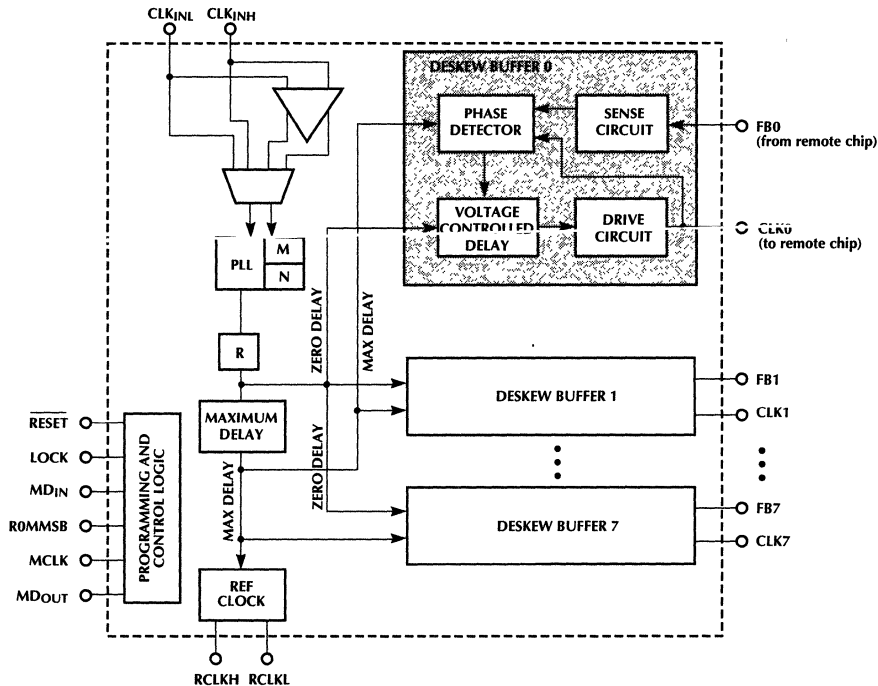 CLKINL CLKINH
DESKEW BUFFER 0
PHASE DETECTOR
SENSE CIRCUIT
FB0
(from remote chip)
VOLTAGE CONTROLLED DELAY
DRIVE CIRCUIT
CLK0
(to remote chip)
PLL
M
N
R
ZERO DELAY
MAX DELAY
MAXIMUM DELAY
DESKEW BUFFER 1
FB1
CLK1
RESET
LOCK
MDIN
R0MMSB
MCLK
MDOUT
PROGRAMMING AND CONTROL LOGIC
MAX DELAY
ZERO DELAY
DESKEW BUFFER 7
FB7
CLK7
REF CLOCK
RCLKH RCLKL